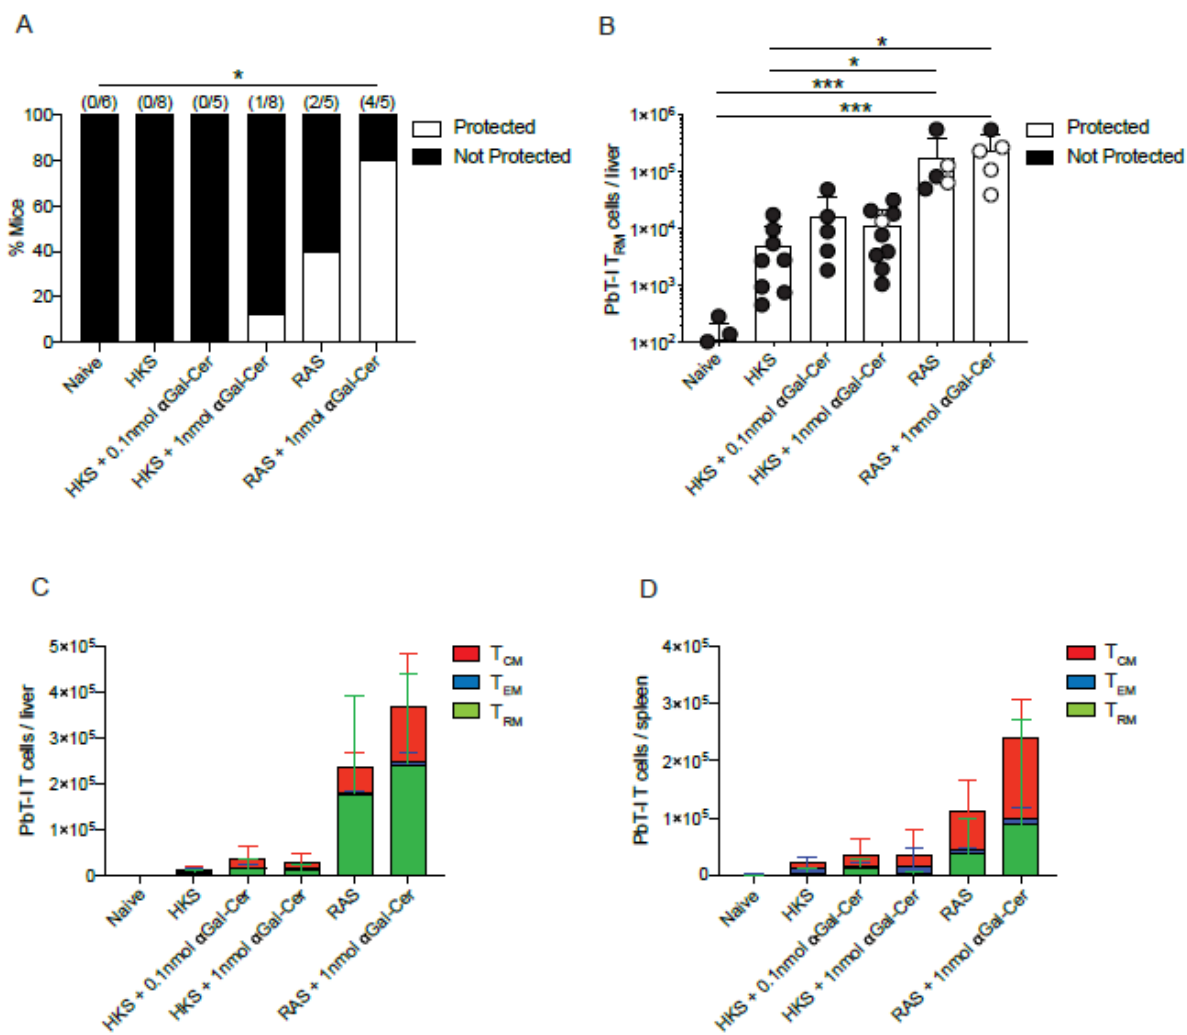 A
*
(0/6) (0/8) (0/5) (1/8) (2/5) (4/5)
Protected
Not Protected
% Mice
100
80
60
40
20
0
Naive
HKS
HKS + 0.1nmol αGal-Cer
HKS + 1nmol αGal-Cer
RAS
RAS + 1nmol αGal-Cer
B
*
*
***
***
Protected
Not Protected
PbT-I TRM cells / liver
1×10⁶
1×10⁵
1×10⁴
1×10³
1×10²
Naive
HKS
HKS + 0.1nmol αGal-Cer
HKS + 1nmol αGal-Cer
RAS
RAS + 1nmol αGal-Cer
C
PbT-I T cells / liver
5×10⁵
4×10⁵
3×10⁵
2×10⁵
1×10⁵
0
TCM
TEM
TRM
Naive
HKS
HKS + 0.1nmol αGal-Cer
HKS + 1nmol αGal-Cer
RAS
RAS + 1nmol αGal-Cer
D
PbT-I T cells / spleen
4×10⁵
3×10⁵
2×10⁵
1×10⁵
0
TCM
TEM
TRM
Naive
HKS
HKS + 0.1nmol αGal-Cer
HKS + 1nmol αGal-Cer
RAS
RAS + 1nmol αGal-Cer